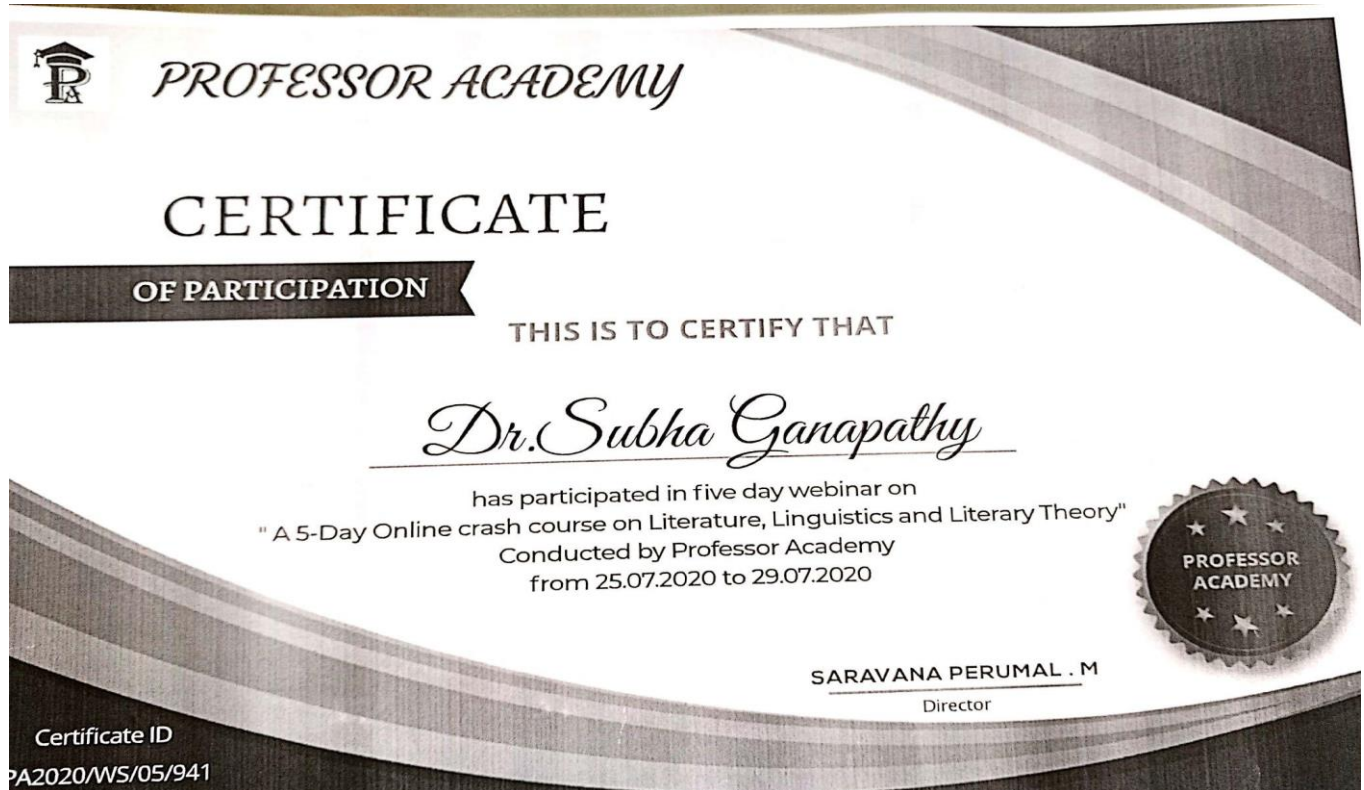 PA
PROFESSOR ACADEMY
CERTIFICATE
OF PARTICIPATION
THIS IS TO CERTIFY THAT
Dr.Subha Ganapathy
has participated in five day webinar on
" A 5-Day Online crash course on Literature, Linguistics and Literary Theory"
Conducted by Professor Academy
from 25.07.2020 to 29.07.2020
PROFESSOR
ACADEMY
SARAVANA PERUMAL . M
Director
Certificate ID
PA2020/WS/05/941